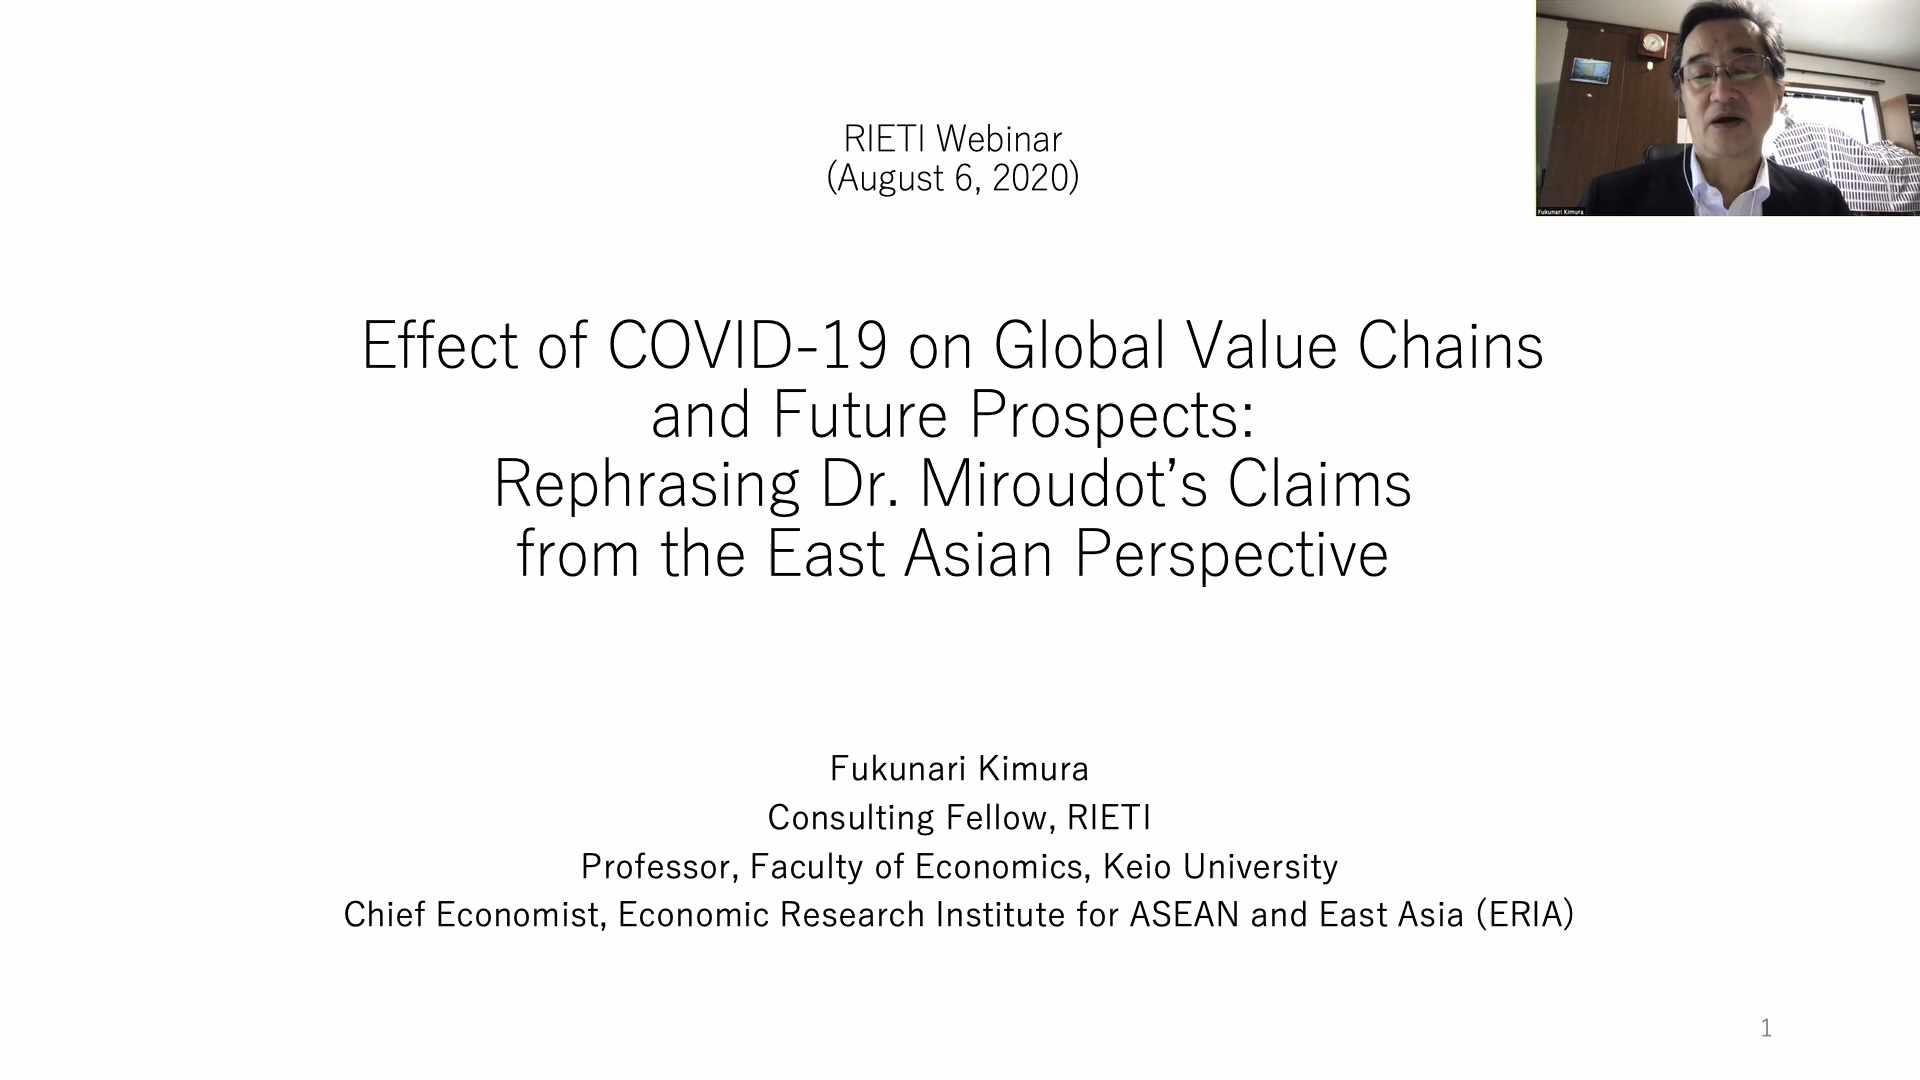 RIETI Webinar
(August 6, 2020)
Effect of COVID-19 on Global Value Chains
and Future Prospects:
Rephrasing Dr. Miroudot’s Claims
from the East Asian Perspective
Fukunari Kimura
Consulting Fellow, RIETI
Professor, Faculty of Economics, Keio University
Chief Economist, Economic Research Institute for ASEAN and East Asia (ERIA)
1
Fukunari Kimura